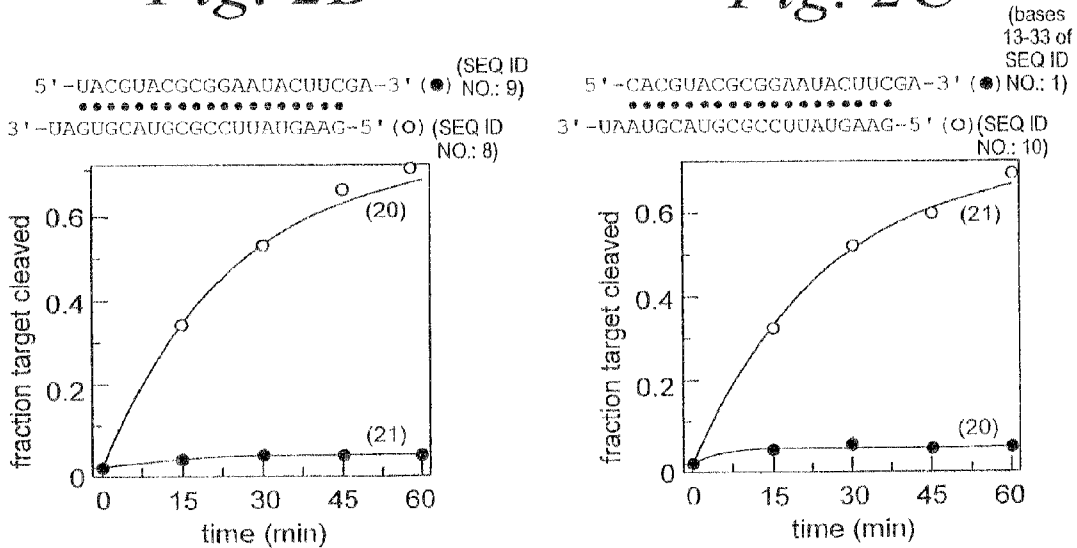 Fig. 2B
5'-UACGUACGCGGAAUACUUCGA-3' (●) (SEQ ID NO.: 9)
3'-UAGUGCAUGCGCCUUAUGAAG-5' (○) (SEQ ID NO.: 8)
fraction target cleaved
0.6
0.4
0.2
0
(20)
(21)
0 15 30 45 60
time (min)
Fig. 2C
5'-CACGUACGCGGAAUACUUCGA-3' (●) (bases 13-33 of SEQ ID NO.: 1)
3'-UAAUGCAUGCGCCUUAUGAAG-5' (○) (SEQ ID NO.: 10)
fraction target cleaved
0.6
0.4
0.2
0
(21)
(20)
0 15 30 45 60
time (min)